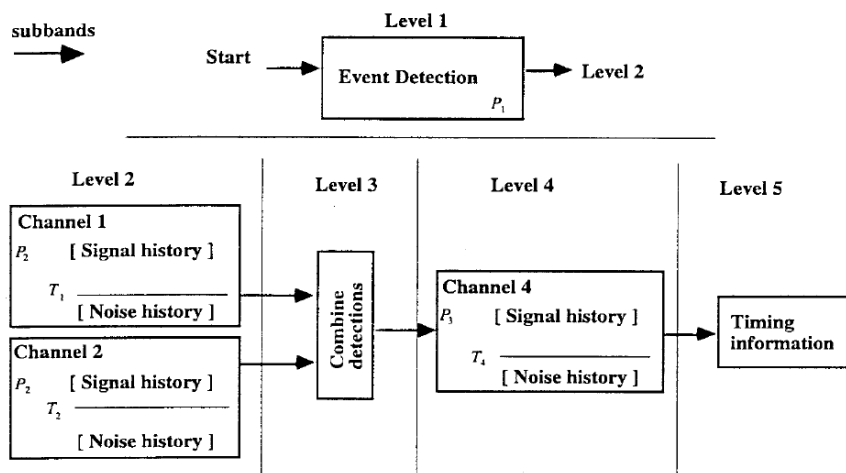 subbands
Level 1
Start
Event Detection
P1
Level 2
Level 2
Level 3
Level 4
Level 5
Channel 1
P2 [ Signal history ]
T1
[ Noise history ]
Channel 2
P2 [ Signal history ]
T2
[ Noise history ]
Combine
detections
Channel 4
P3 [ Signal history ]
T4
[ Noise history ]
Timing
information